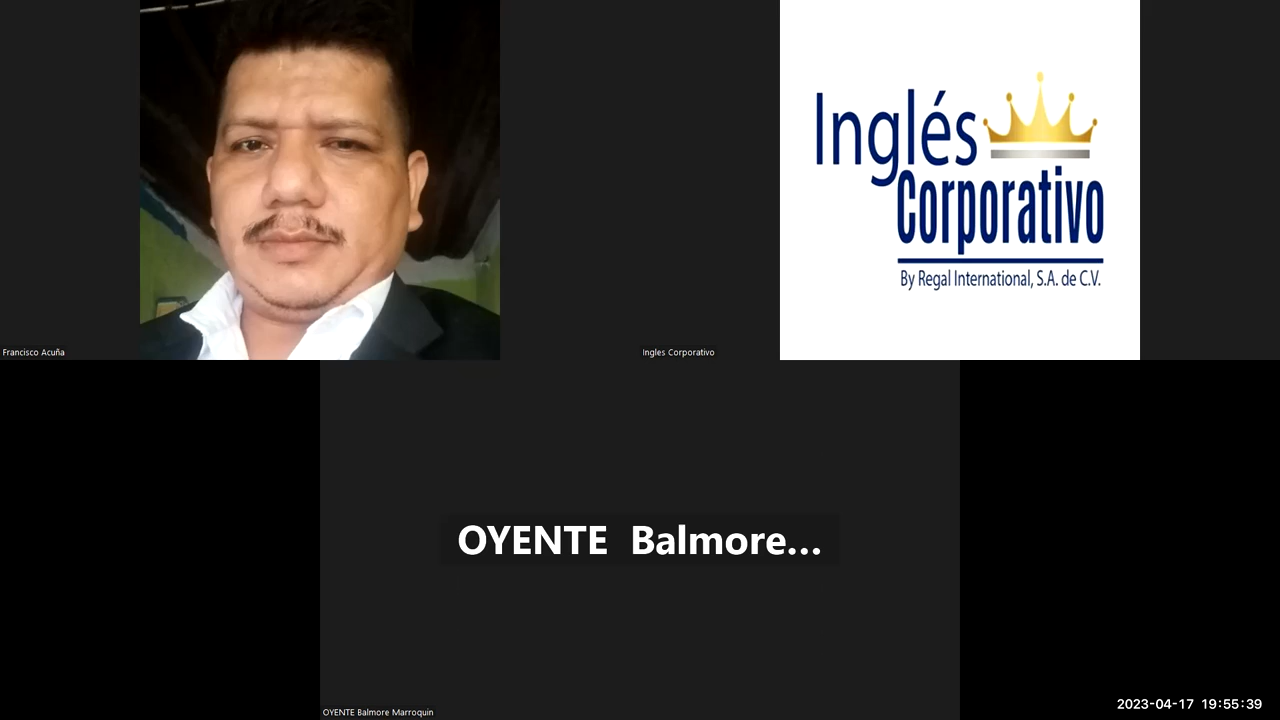 Inglés
Corporativo
By Regal International, S.A. de C.V.
Francisco Acuña
Ingles Corporativo
OYENTE  Balmore...
OYENTE Balmore Marroquin
2023-04-17 19:55:39